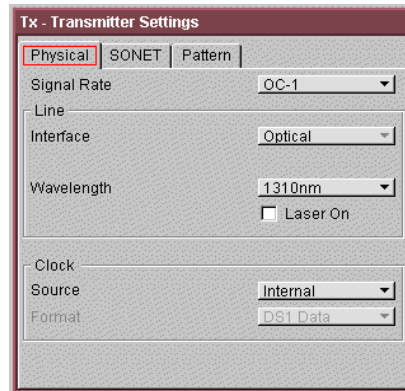 Tx - Transmitter Settings
Physical SONET Pattern
Signal Rate OC-1
Line
Interface Optical
Wavelength 1310nm
Laser On
Clock
Source Internal
Format DS1 Data